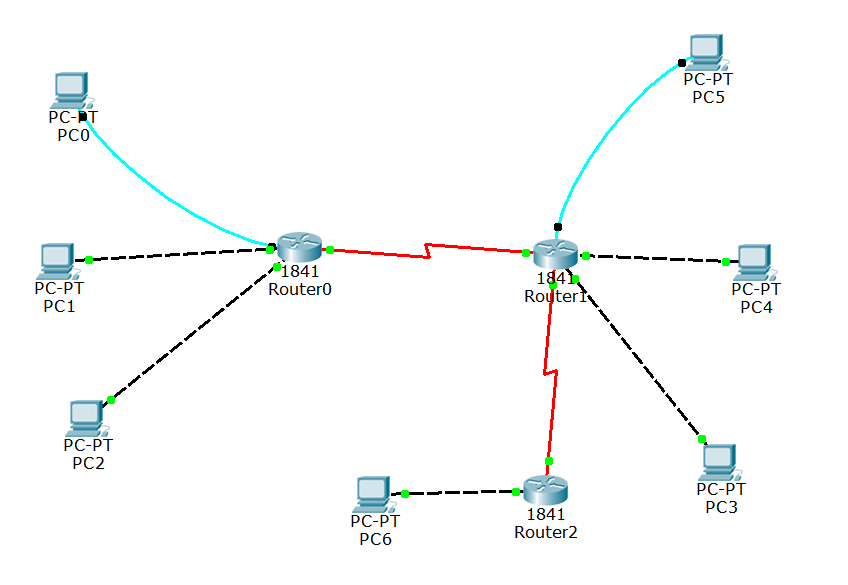 PC-PT
PC5
PC-PT
PC0
1841
Router0
1841
Router1
PC-PT
PC1
PC-PT
PC4
PC-PT
PC2
PC-PT
PC3
PC-PT
PC6
1841
Router2